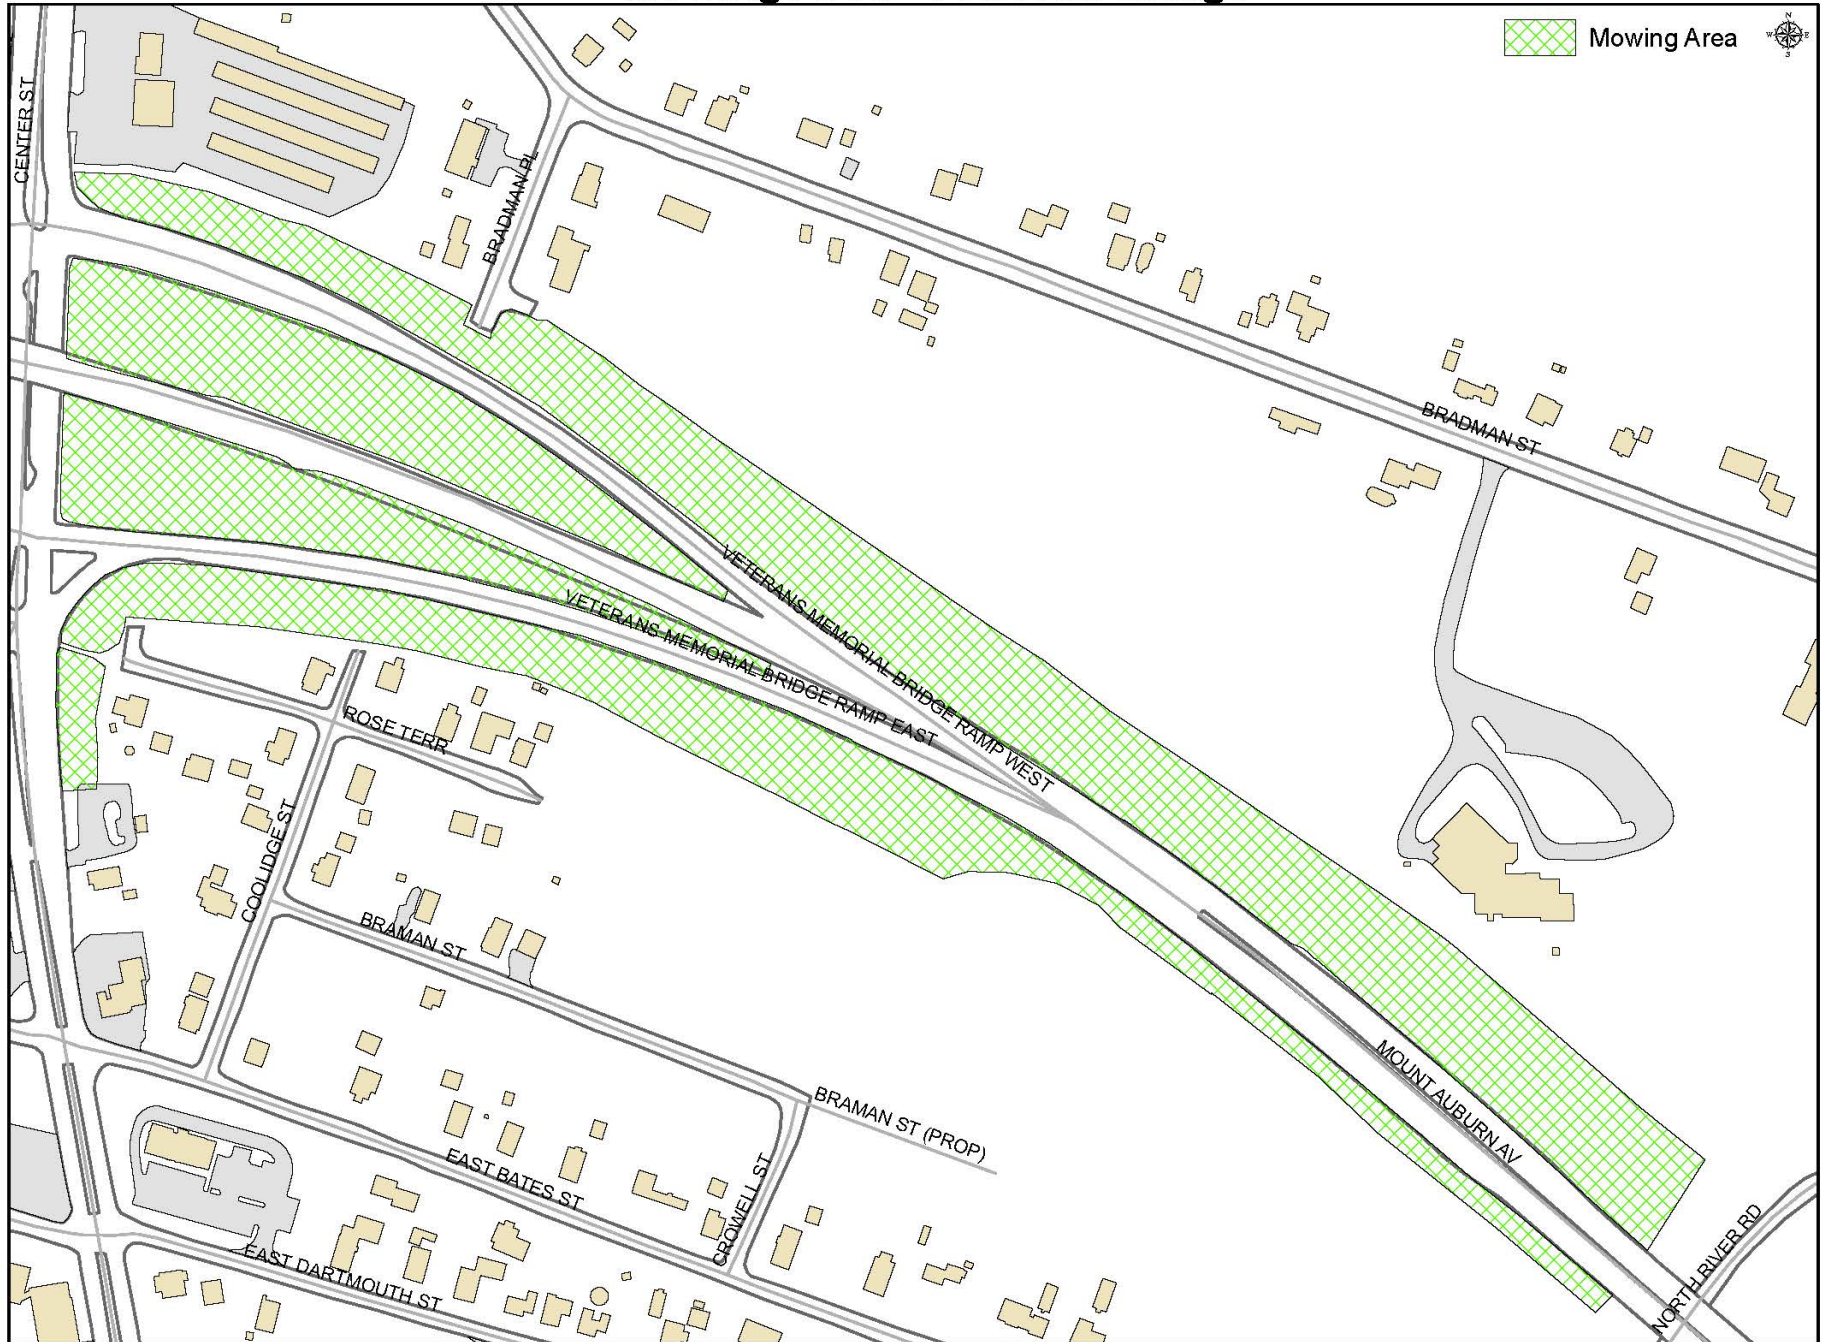 Mowing Area
N
W
E
S
CENTER ST
BRADMAN PL
BRADMAN ST
VETERANS MEMORIAL BRIDGE RAMP WEST
VETERANS MEMORIAL BRIDGE RAMP EAST
ROSE TERR
COOLIDGE ST
BRAMAN ST
MOUNT AUBURN AV
BRAMAN ST (PROP)
EAST BATES ST
CROWELL ST
NORTH RIVER RD
EAST DARTMOUTH ST